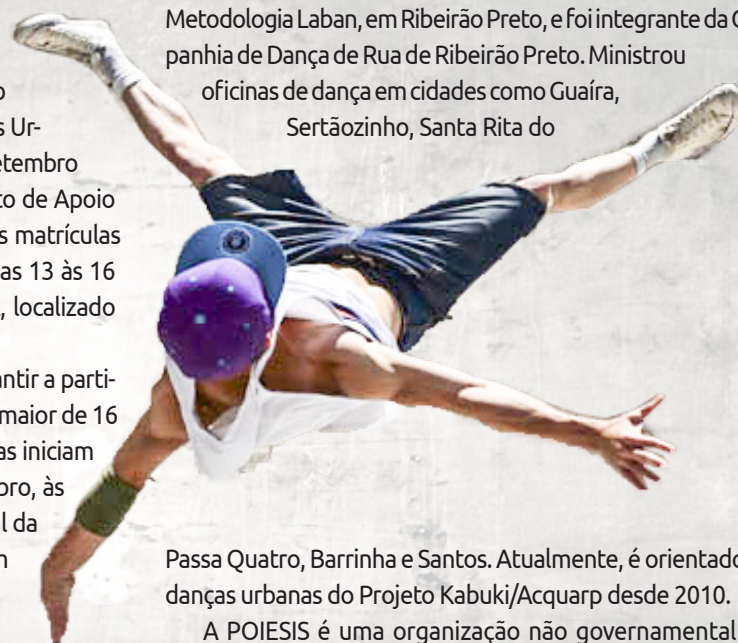 s Ur-
etembro
to de Apoio
s matrículas
as 13 às 16
, localizado
ntir a parti-
maior de 16
as iniciam
bro, às
l da
Metodologia Laban, em Ribeirão Preto, e foi integrante da
panhia de Dança de Rua de Ribeirão Preto. Ministrou
oficinas de dança em cidades como Guaíra,
Sertãozinho, Santa Rita do
Passa Quatro, Barrinha e Santos. Atualmente, é orientado
danças urbanas do Projeto Kabuki/Acquarp desde 2010.
A POIESIS é uma organização não governamental